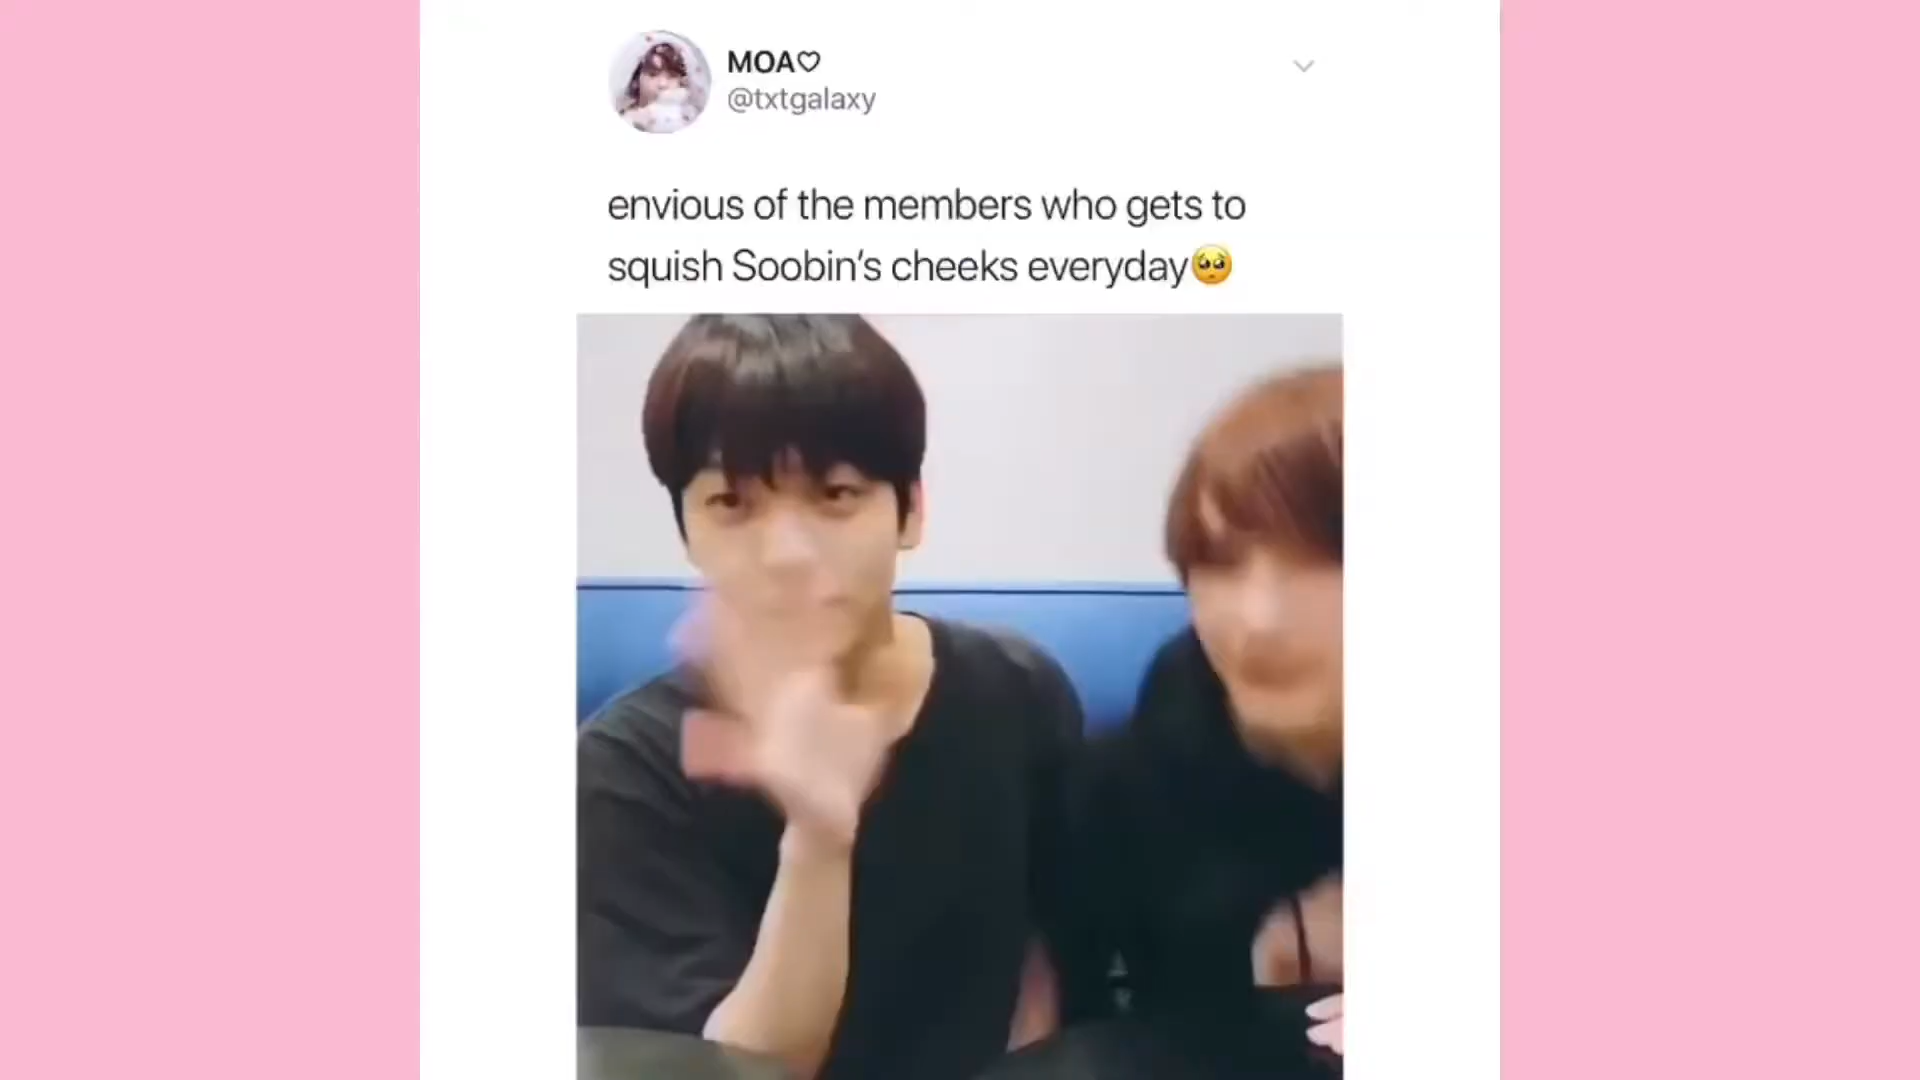 MOA♡
@txtgalaxy
envious of the members who gets to
squish Soobin's cheeks everyday🥺